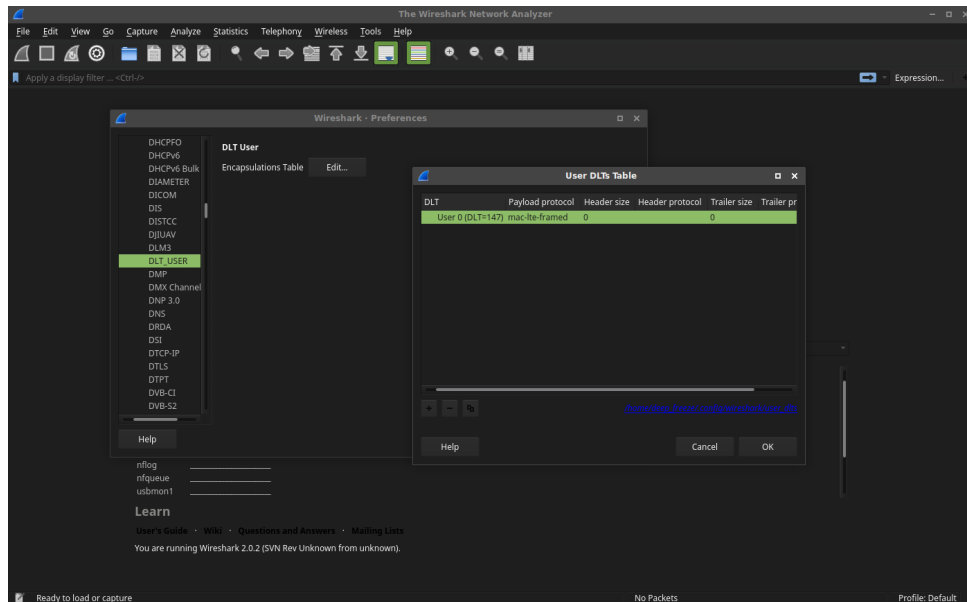 The Wireshark Network Analyzer
File Edit View Go Capture Analyze Statistics Telephony Wireless Tools Help
Apply a display filter ... <Ctrl-/>
Expression...
Wireshark - Preferences
DHCPFO
DHCPv6
DHCPv6 Bulk
DIAMETER
DICOM
DIS
DISTCC
DJIUAV
DLM3
DLT_USER
DMP
DMX Channel
DNP 3.0
DNS
DRDA
DSI
DTCP-IP
DTLS
DTPT
DVB-CI
DVB-S2
DLT User
Encapsulations Table Edit...
Help
User DLTs Table
DLT Payload protocol Header size Header protocol Trailer size Trailer pr
User 0 (DLT=147) mac-lte-framed 0 0
+ −
Help Cancel OK
nflog
nfqueue
usbmon1
Learn
User's Guide · Wiki · Questions and Answers · Mailing Lists
You are running Wireshark 2.0.2 (SVN Rev Unknown from unknown).
Ready to load or capture No Packets Profile: Default